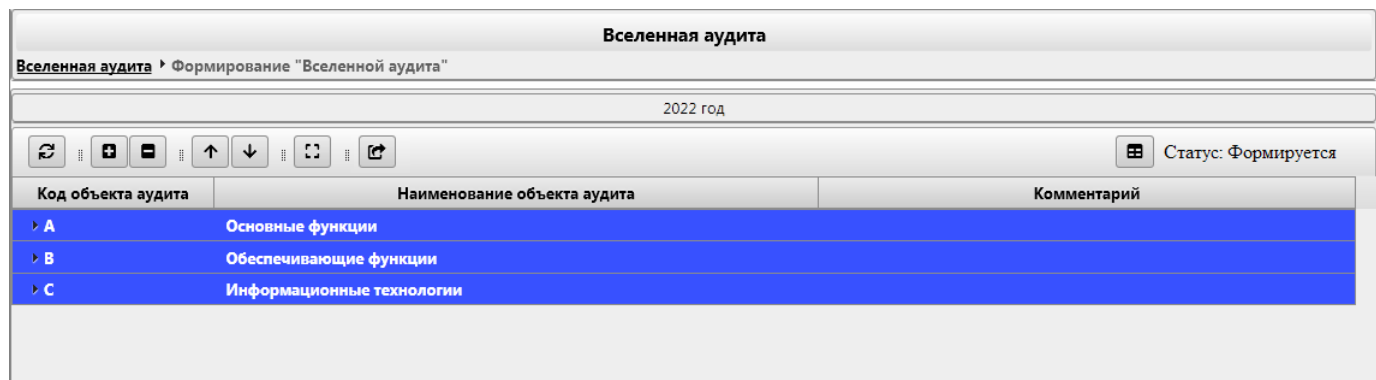 Вселенная аудита
Вселенная аудита Формирование "Вселенной аудита"
2022 год
Статус: Формируется
Код объекта аудита Наименование объекта аудита Комментарий
A Основные функции
B Обеспечивающие функции
C Информационные технологии